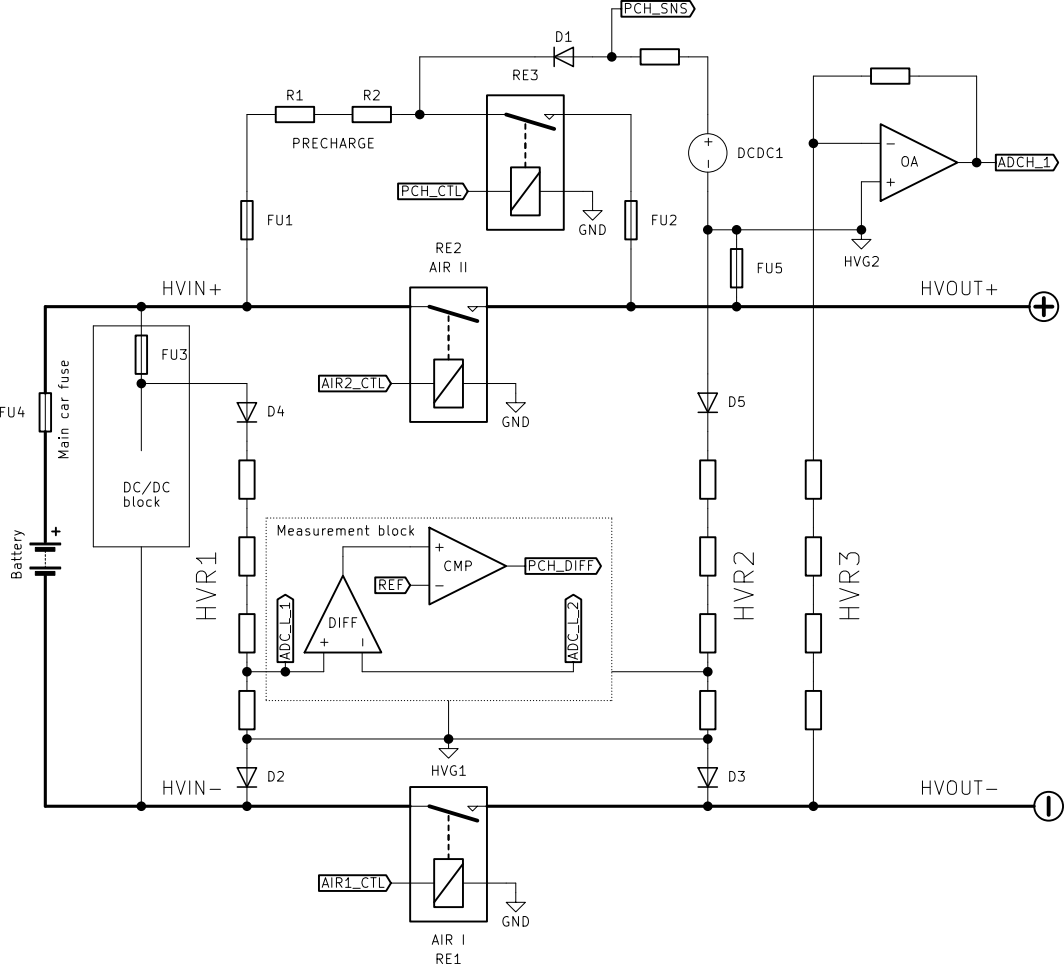 PCH_SNS
D1
RE3
R1
R2
PRECHARGE
+
−
DCDC1
−
+
OA
ADCH_1
PCH_CTL
GND
FU1
FU2
RE2
AIR II
HVG2
FU5
HVIN+
HVOUT+
+
FU3
AIR2_CTL
GND
FU4
Main car fuse
D4
D5
DC/DC
block
Battery
+
HVR1
Measurement block
+
−
CMP
PCH_DIFF
REF
ADC_L_1
DIFF
+
−
ADC_L_2
HVR2
HVR3
HVG1
D2
D3
HVIN−
HVOUT−
−
AIR1_CTL
GND
AIR I
RE1